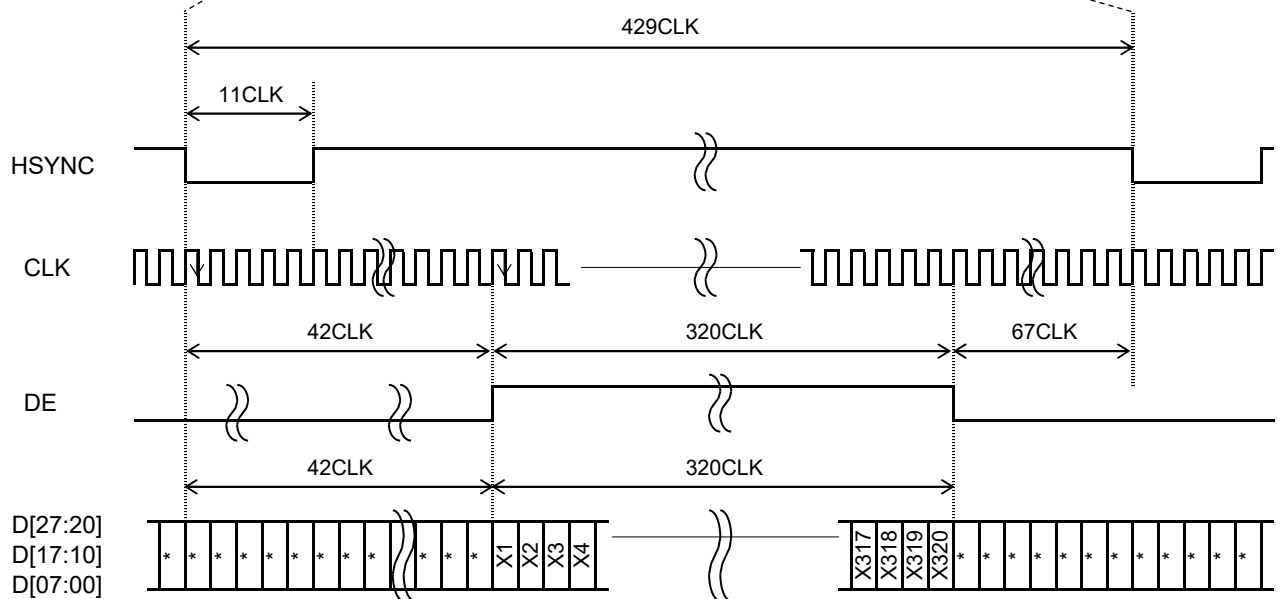 429CLK
11CLK
HSYNC
CLK
42CLK 320CLK 67CLK
DE
42CLK 320CLK
D[27:20]
D[17:10]
D[07:00]
* * * * * * * * * * * * X1 X2 X3 X4 X317 X318 X319 X320 * * * * * * * * * * * *